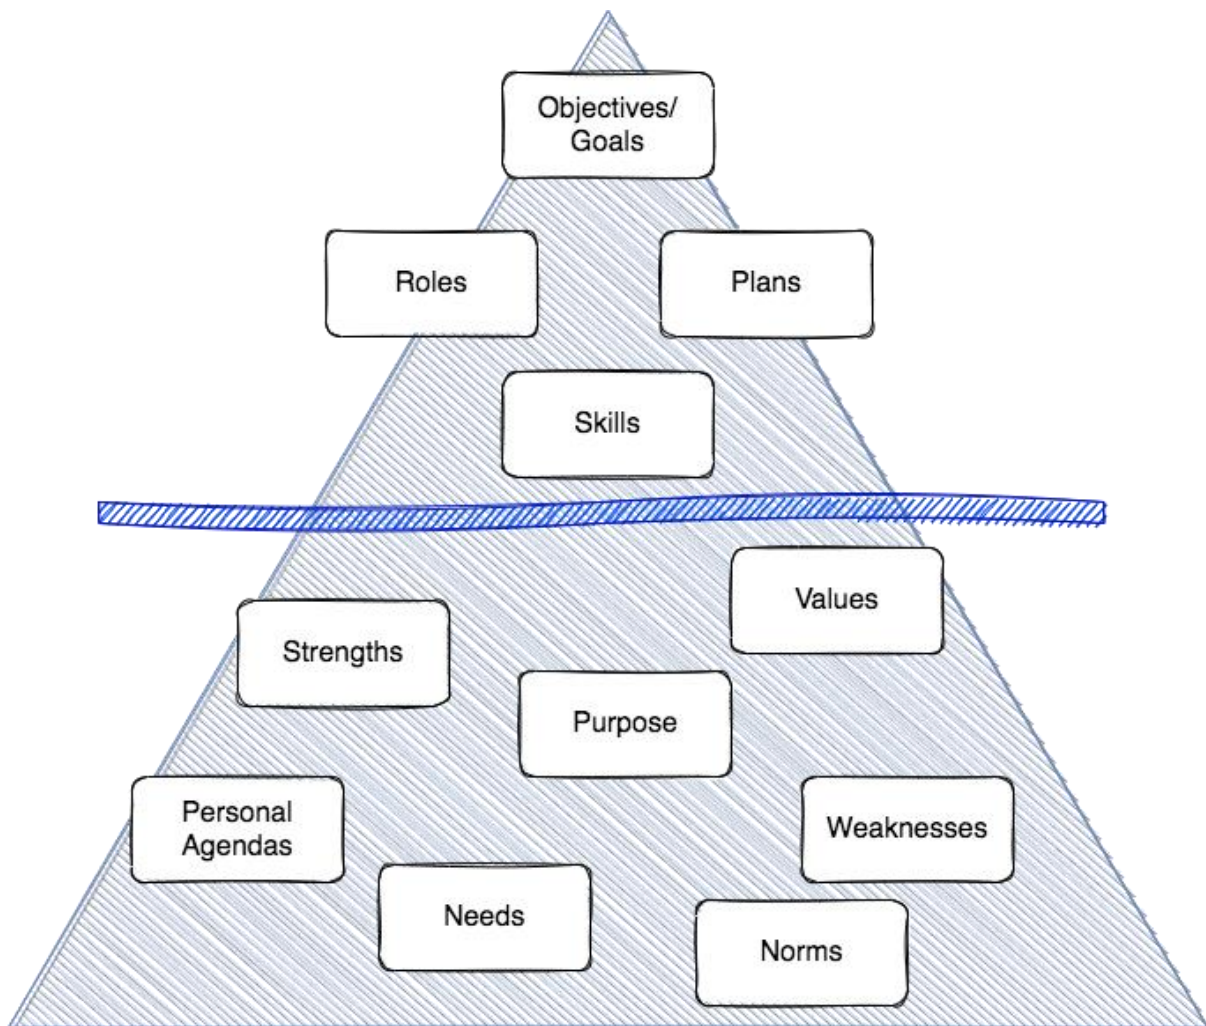 Objectives/
Goals
Roles
Plans
Skills
Values
Strengths
Purpose
Personal
Agendas
Weaknesses
Needs
Norms